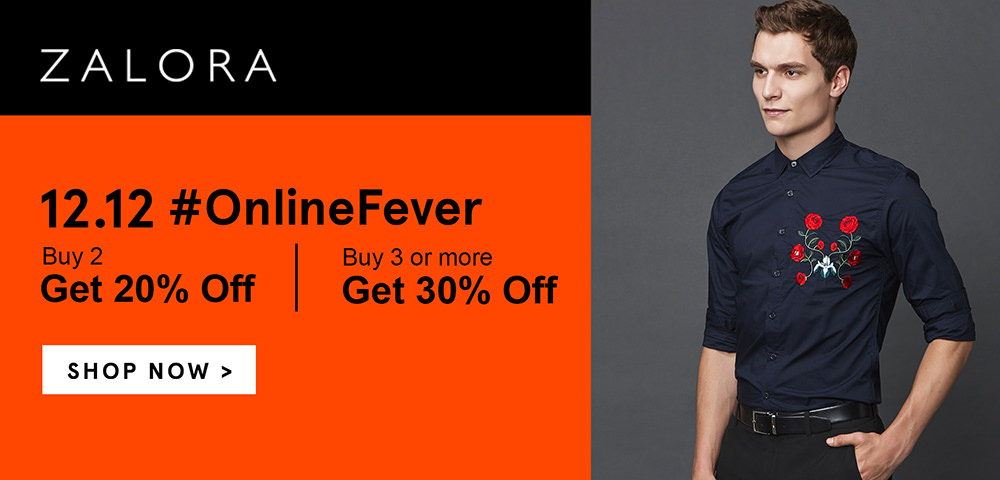 ZALORA
12.12 #OnlineFever
Buy 2
Get 20% Off
Buy 3 or more
Get 30% Off
SHOP NOW >